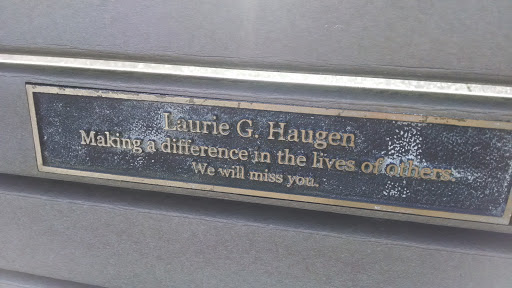 Laurie G. Haugen
Making a difference in the lives of others.
We will miss you.